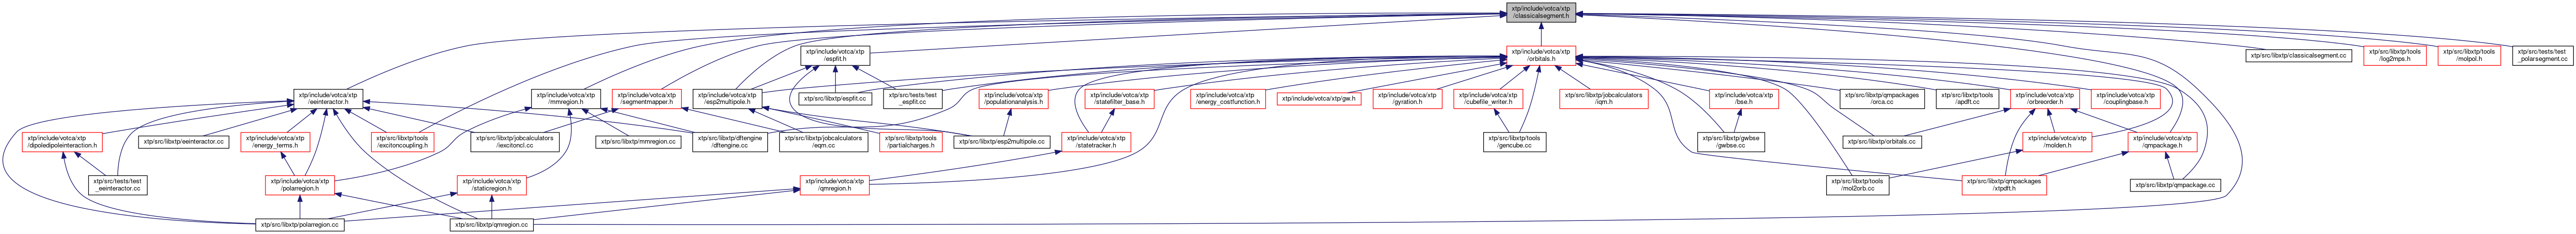 xtp/include/votca/xtp
/classicalsegment.h
xtp/include/votca/xtp
/espfit.h
xtp/include/votca/xtp
/orbitals.h
xtp/src/libxtp/classicalsegment.cc
xtp/src/libxtp/tools
/log2mps.h
xtp/src/libxtp/tools
/molpol.h
xtp/src/tests/test
_polarsegment.cc
xtp/include/votca/xtp
/eeinteractor.h
xtp/include/votca/xtp
/mmregion.h
xtp/include/votca/xtp
/segmentmapper.h
xtp/include/votca/xtp
/esp2multipole.h
xtp/src/libxtp/espfit.cc
xtp/src/tests/test
_espfit.cc
xtp/include/votca/xtp
/populationanalysis.h
xtp/include/votca/xtp
/statefilter_base.h
xtp/include/votca/xtp
/energy_costfunction.h
xtp/include/votca/xtp/gw.h
xtp/include/votca/xtp
/gyration.h
xtp/include/votca/xtp
/cubefile_writer.h
xtp/src/libxtp/jobcalculators
/iqm.h
xtp/include/votca/xtp
/bse.h
xtp/src/libxtp/qmpackages
/orca.cc
xtp/src/libxtp/tools
/apdft.cc
xtp/include/votca/xtp
/orbreorder.h
xtp/include/votca/xtp
/couplingbase.h
xtp/include/votca/xtp
/dipoledipoleinteraction.h
xtp/src/libxtp/eeinteractor.cc
xtp/include/votca/xtp
/energy_terms.h
xtp/src/libxtp/tools
/excitoncoupling.h
xtp/src/libxtp/jobcalculators
/iexcitoncl.cc
xtp/src/libxtp/mmregion.cc
xtp/src/libxtp/dftengine
/dftengine.cc
xtp/src/libxtp/jobcalculators
/eqm.cc
xtp/src/libxtp/tools
/partialcharges.h
xtp/src/libxtp/esp2multipole.cc
xtp/include/votca/xtp
/statetracker.h
xtp/src/libxtp/tools
/gencube.cc
xtp/src/libxtp/gwbse
/gwbse.cc
xtp/src/libxtp/orbitals.cc
xtp/include/votca/xtp
/molden.h
xtp/include/votca/xtp
/qmpackage.h
xtp/src/tests/test
_eeinteractor.cc
xtp/include/votca/xtp
/polarregion.h
xtp/include/votca/xtp
/staticregion.h
xtp/include/votca/xtp
/qmregion.h
xtp/src/libxtp/tools
/mol2orb.cc
xtp/src/libxtp/qmpackages
/xtpdft.h
xtp/src/libxtp/qmpackage.cc
xtp/src/libxtp/polarregion.cc
xtp/src/libxtp/qmregion.cc